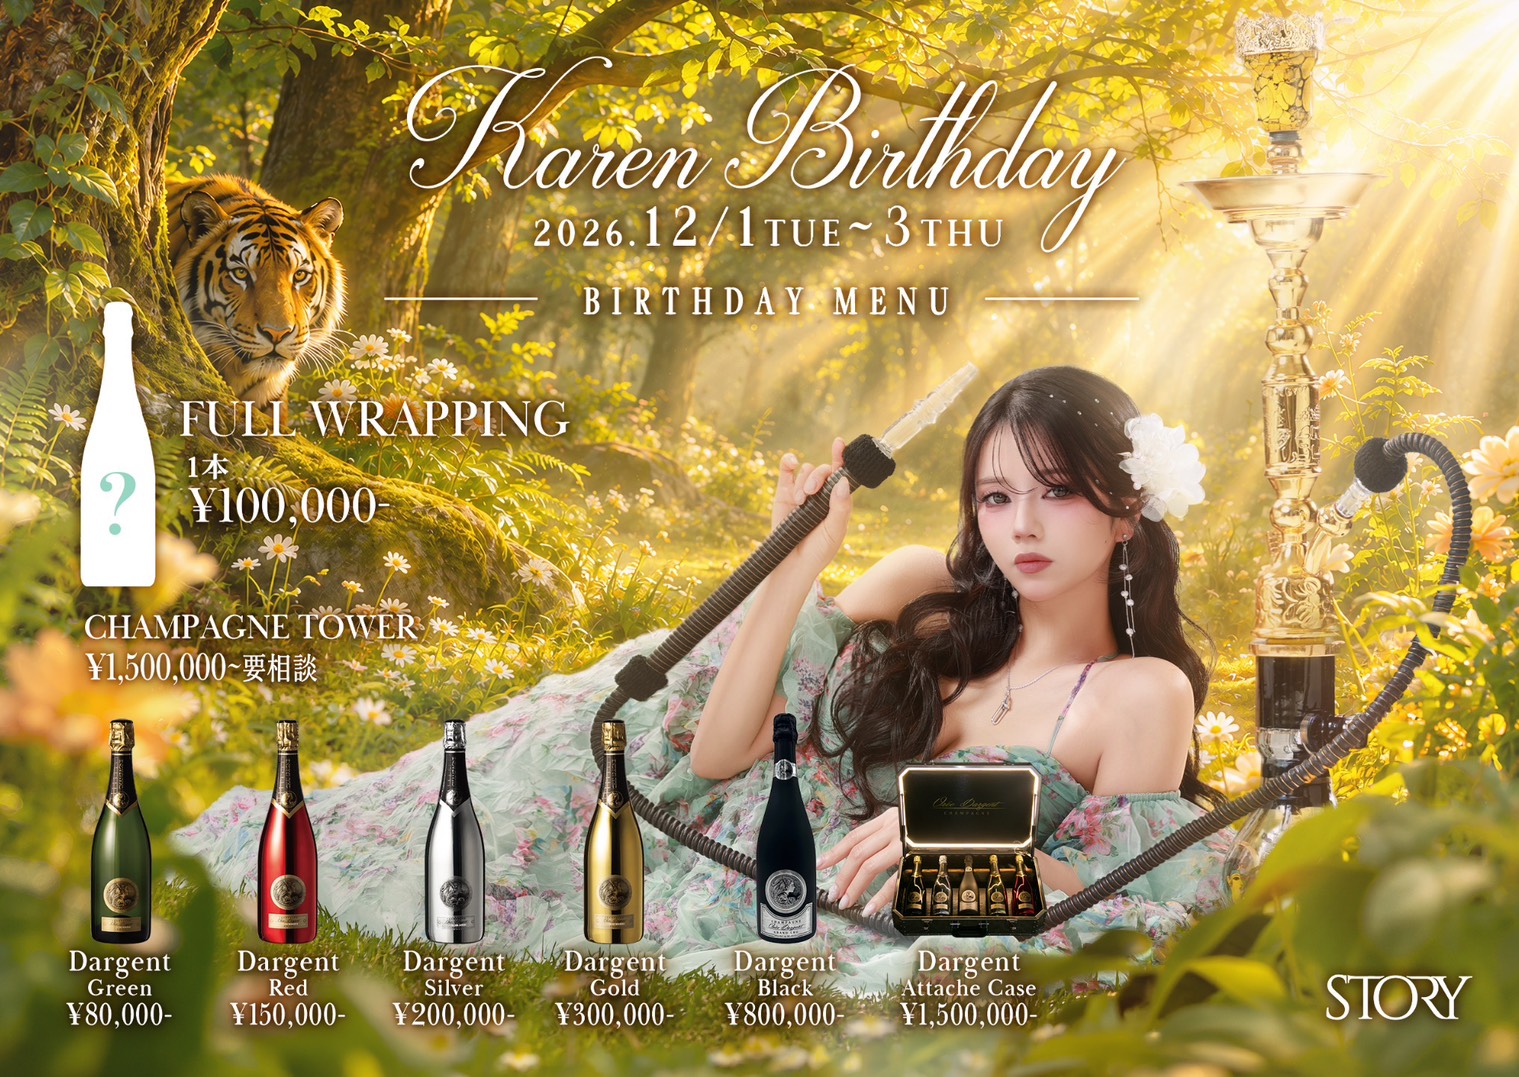 Karen Birthday
2026.12/1TUE~3THU
BIRTHDAY MENU
FULL WRAPPING
1本
¥100,000-
?
CHAMPAGNE TOWER
¥1,500,000~要相談
Dargent
Green
¥80,000-
Dargent
Red
¥150,000-
Dargent
Silver
¥200,000-
Dargent
Gold
¥300,000-
Dargent
Black
¥800,000-
Dargent
Attache Case
¥1,500,000-
STORY